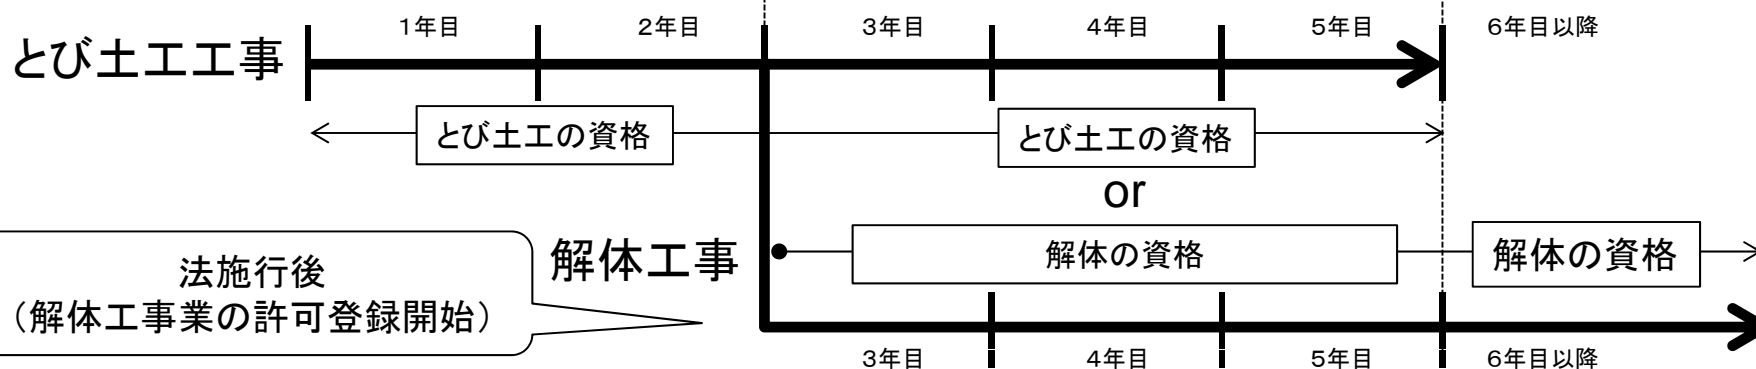 1年目
2年目
3年目
4年目
5年目
6年目以降
とび土工工事
とび土工の資格
とび土工の資格
or
解体工事
解体の資格
解体の資格
法施行後
（解体工事業の許可登録開始）
3年目
4年目
5年目
6年目以降